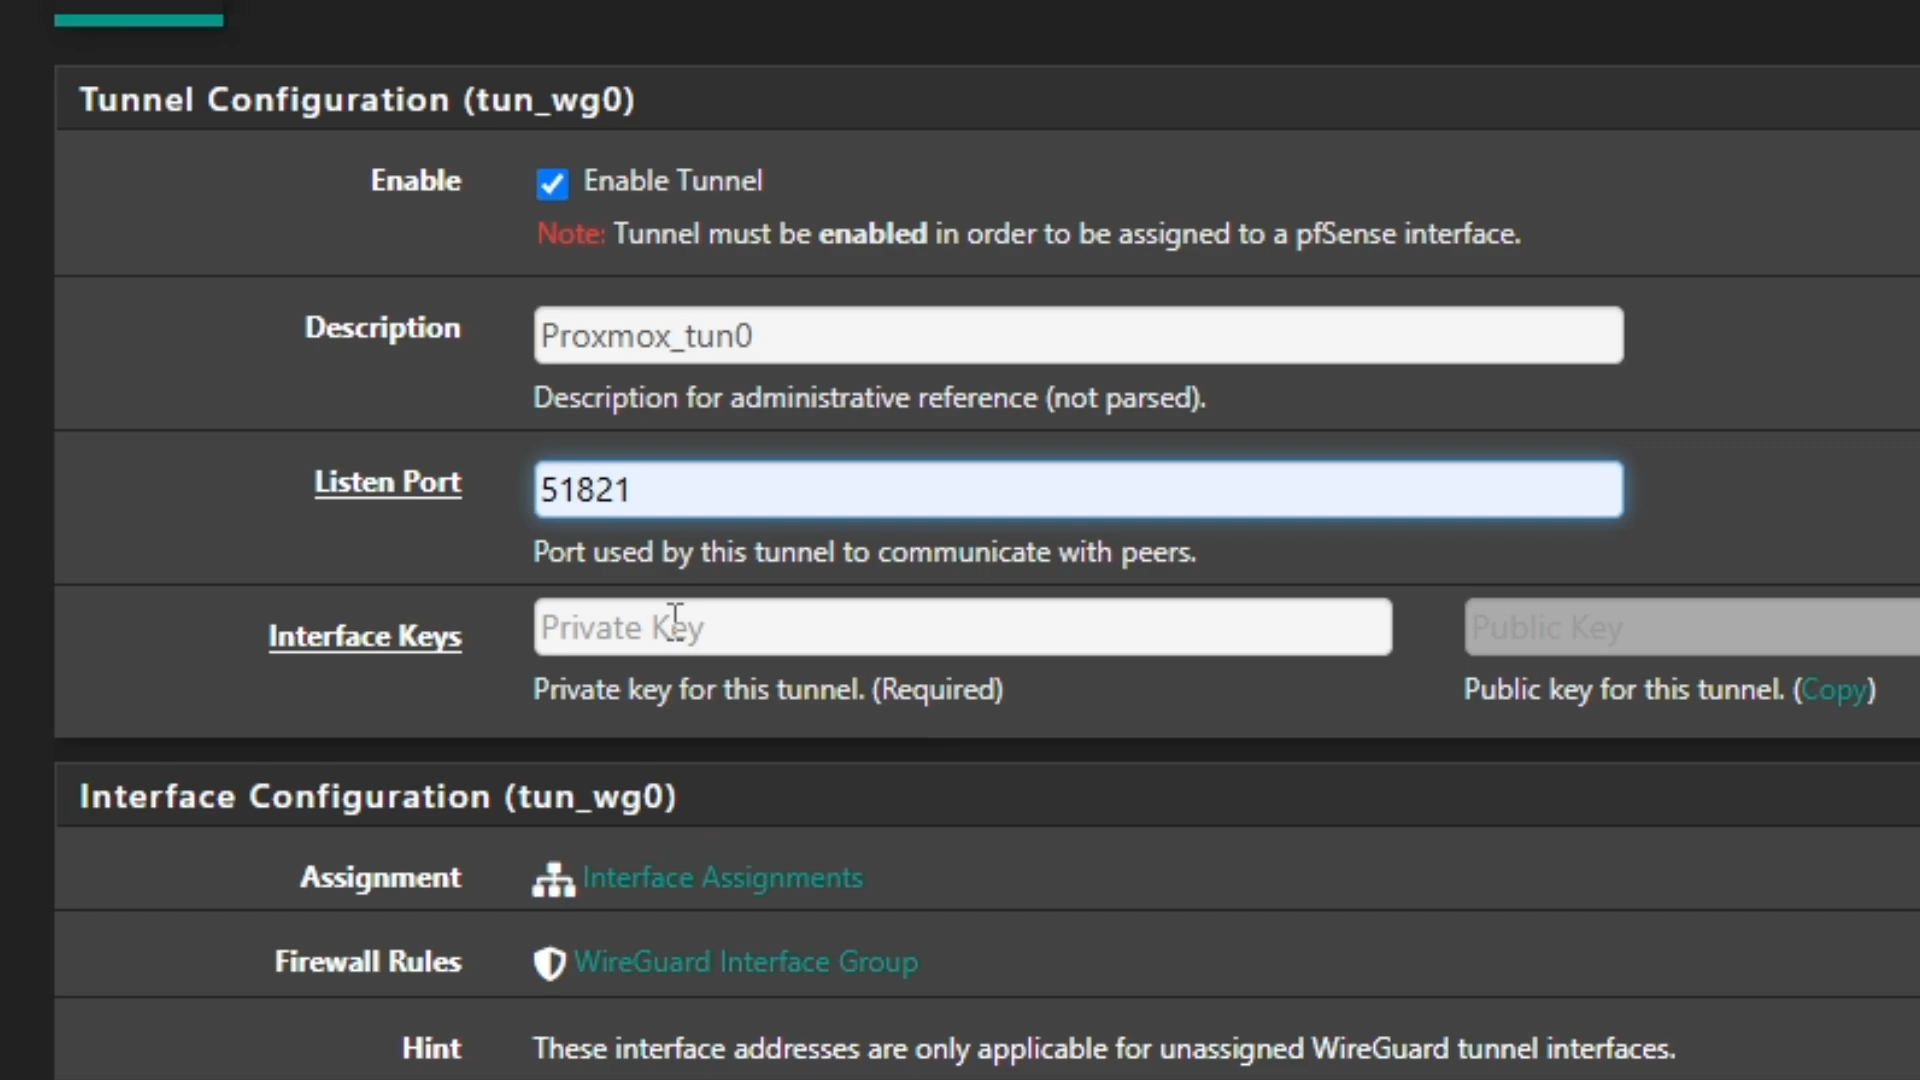 Tunnel Configuration (tun_wg0)
Enable
Enable Tunnel
Note: Tunnel must be enabled in order to be assigned to a pfSense interface.
Description
Proxmox_tun0
Description for administrative reference (not parsed).
Listen Port
51821
Port used by this tunnel to communicate with peers.
Interface Keys
Private Key
Public Key
Private key for this tunnel. (Required)
Public key for this tunnel. (Copy)
Interface Configuration (tun_wg0)
Assignment
Interface Assignments
Firewall Rules
WireGuard Interface Group
Hint
These interface addresses are only applicable for unassigned WireGuard tunnel interfaces.